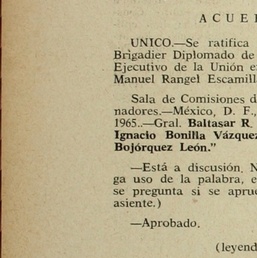 ACUE
UNICO.—Se ratifica
Brigadier Diplomado de
Ejecutivo de la Unión e
Manuel Rangel Escamill
Sala de Comisiones d
nadores.—México, D. F.,
1965..—Gral. Baltasar R
Ignacio Bonilla Vázque
Bojórquez León."
—Está a discusión. N
ga uso de la palabra, e
se pregunta si se aprue
asiente.)
—Aprobado.
(leyend